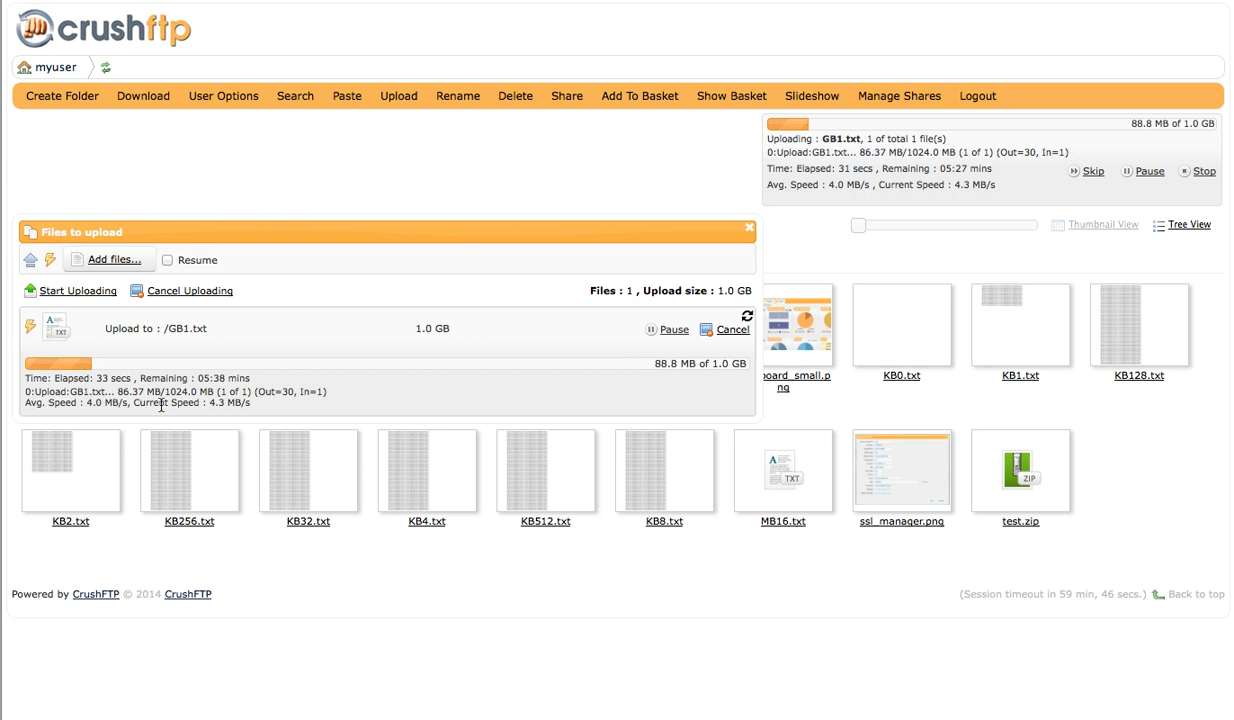 crushftp
myuser
Create Folder Download User Options Search Paste Upload Rename Delete Share Add To Basket Show Basket Slideshow Manage Shares Logout
88.8 MB of 1.0 GB
Uploading : GB1.txt, 1 of total 1 file(s)
0:Upload:GB1.txt... 86.37 MB/1024.0 MB (1 of 1) (Out=30, In=1)
Time: Elapsed: 31 secs , Remaining : 05:27 mins
Skip Pause Stop
Avg. Speed : 4.0 MB/s , Current Speed : 4.3 MB/s
Thumbnail View Tree View
Files to upload
Add files... Resume
Start Uploading Cancel Uploading Files : 1 , Upload size : 1.0 GB
Upload to : /GB1.txt 1.0 GB Pause Cancel
88.8 MB of 1.0 GB
Time: Elapsed: 33 secs , Remaining : 05:38 mins
0:Upload:GB1.txt... 86.37 MB/1024.0 MB (1 of 1) (Out=30, In=1)
Avg. Speed : 4.0 MB/s, Current Speed : 4.3 MB/s
board_small.p
ng
KB0.txt KB1.txt KB128.txt
TXT
TXT
ZIP
KB2.txt KB256.txt KB32.txt KB4.txt KB512.txt KB8.txt MB16.txt ssl_manager.png test.zip
Powered by CrushFTP © 2014 CrushFTP
(Session timeout in 59 min, 46 secs.) Back to top